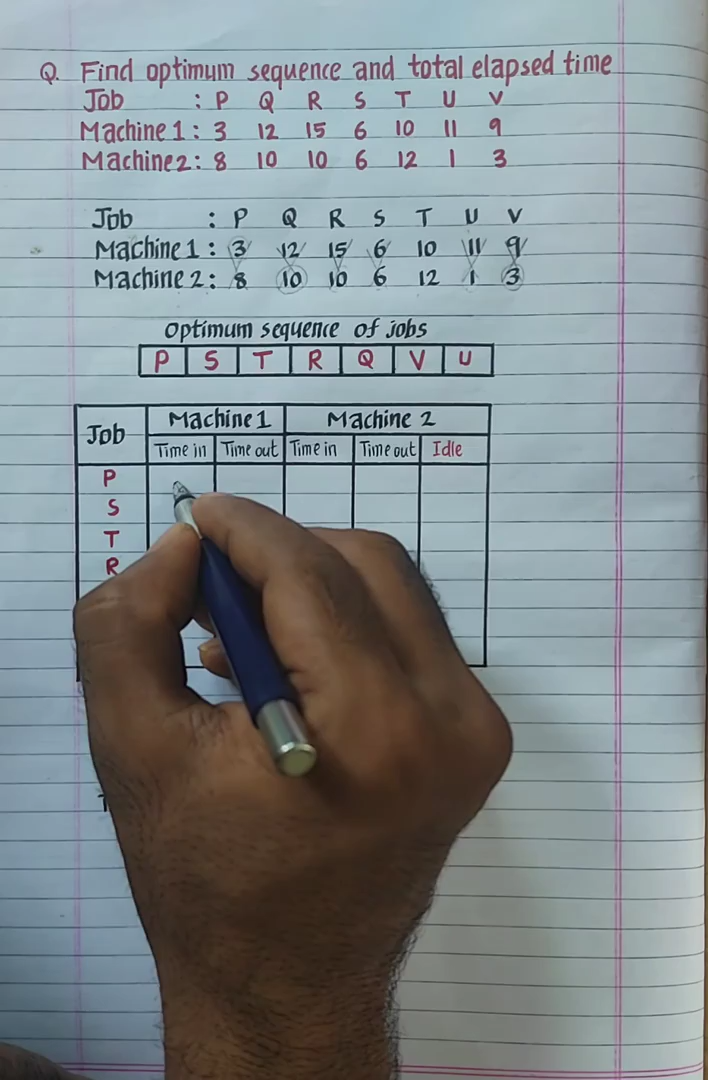 Q. Find optimum sequence and total elapsed time
Job : P Q R S T U V
Machine 1 : 3 12 15 6 10 11 9
Machine 2 : 8 10 10 6 12 1 3
Job : P Q R S T U V
Machine 1 : 3 12 15 6 10 11 9
Machine 2 : 8 10 10 6 12 1 3
Optimum sequence of jobs
P S T R Q V U
Job Machine 1 Machine 2
Time in Time out Time in Time out Idle
P
S
T
R